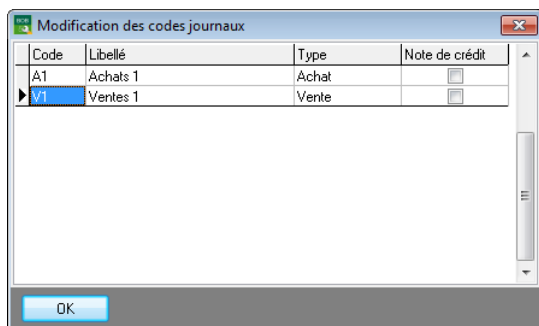 Modification des codes journaux
Code Libellé Type Note de crédit
A1 Achats 1 Achat
V1 Ventes 1 Vente
OK